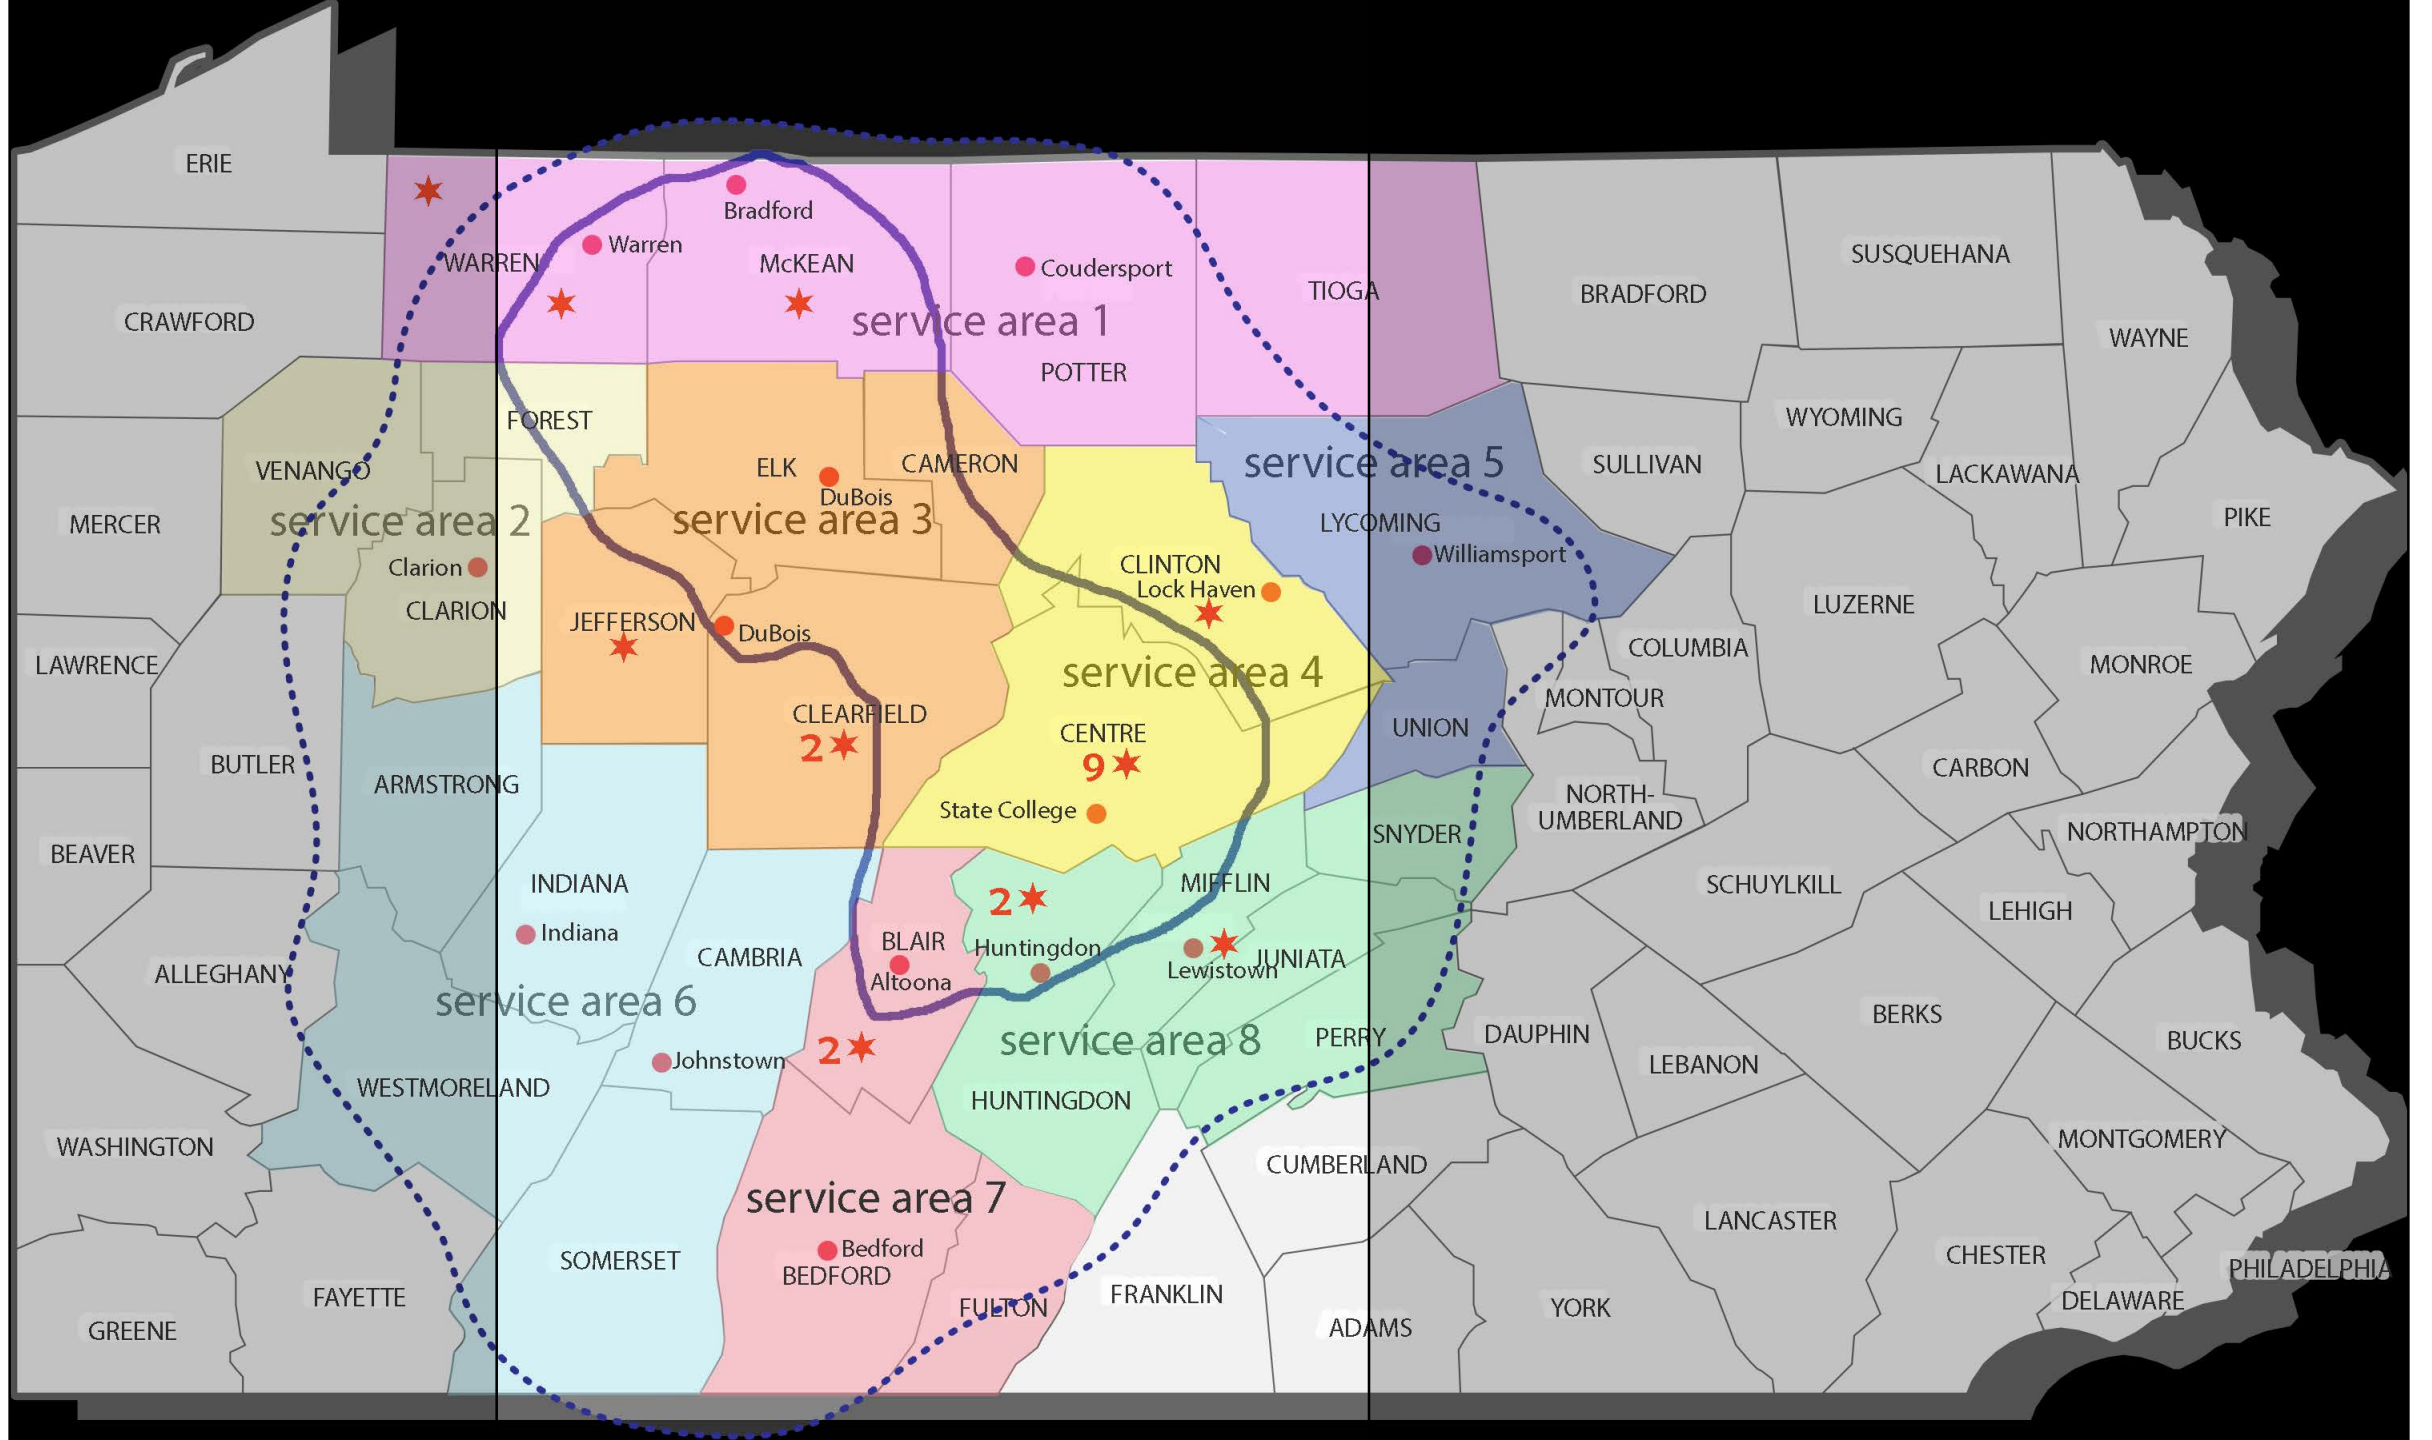 ERIE
Bradford
Warren
WARREN
McKEAN
Coudersport
TIOGA
BRADFORD
SUSQUEHANA
CRAWFORD
service area 1
WAYNE
POTTER
FOREST
WYOMING
VENANGO
ELK
CAMERON
service area 5
SULLIVAN
LACKAWANA
DuBois
MERCER
service area 2
service area 3
LYCOMING
PIKE
Clarion
CLINTON
Williamsport
Lock Haven
CLARION
JEFFERSON
LUZERNE
DuBois
LAWRENCE
service area 4
COLUMBIA
MONROE
MONTOUR
CLEARFIELD
2
CENTRE
9
UNION
BUTLER
ARMSTRONG
CARBON
State College
NORTH-
UMBERLAND
BEAVER
SNYDER
NORTHAMPTON
INDIANA
MIFFLIN
SCHUYLKILL
2
LEHIGH
Indiana
CAMBRIA
BLAIR
Huntingdon
ALLEGHANY
Altoona
Lewistown
JUNIATA
service area 6
BERKS
2
service area 8
PERRY
DAUPHIN
BUCKS
Johnstown
LEBANON
WESTMORELAND
HUNTINGDON
WASHINGTON
MONTGOMERY
CUMBERLAND
service area 7
LANCASTER
Bedford
BEDFORD
SOMERSET
CHESTER
PHILADELPHIA
FAYETTE
FULTON
FRANKLIN
YORK
DELAWARE
GREENE
ADAMS